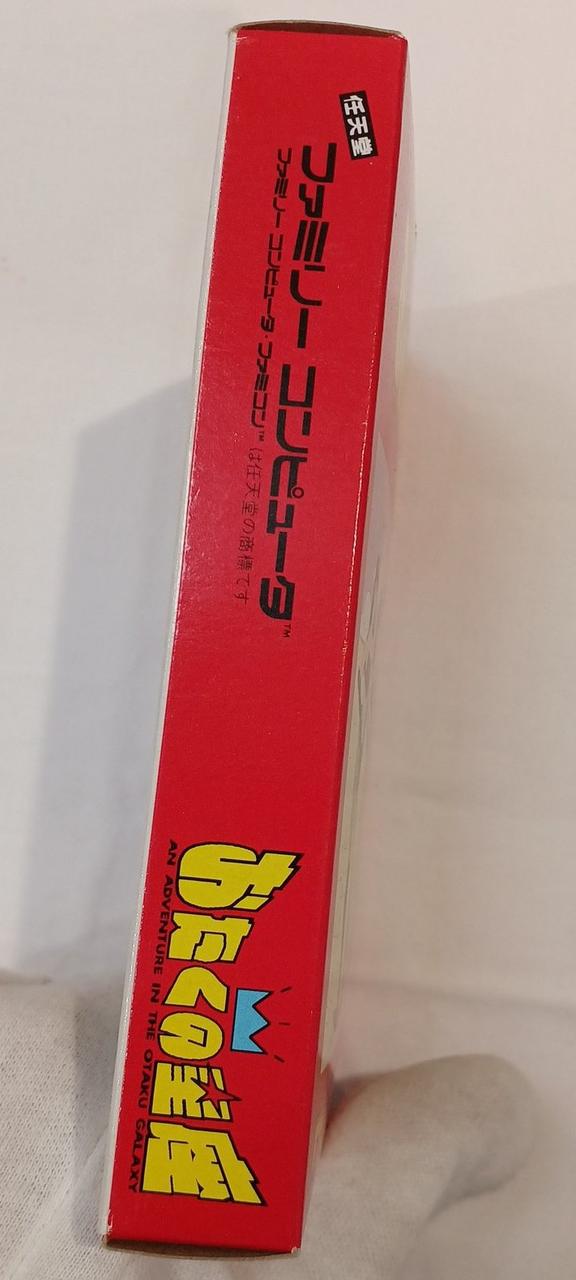 任天堂
ファミリー コンピュータ™
ファミリー コンピュータ・ファミコン™は任天堂の商標です
おたくの星座
AN ADVENTURE IN THE OTAKU GALAXY